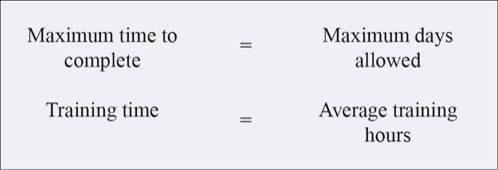 Maximum time to complete = Maximum days allowed
Training time = Average training hours